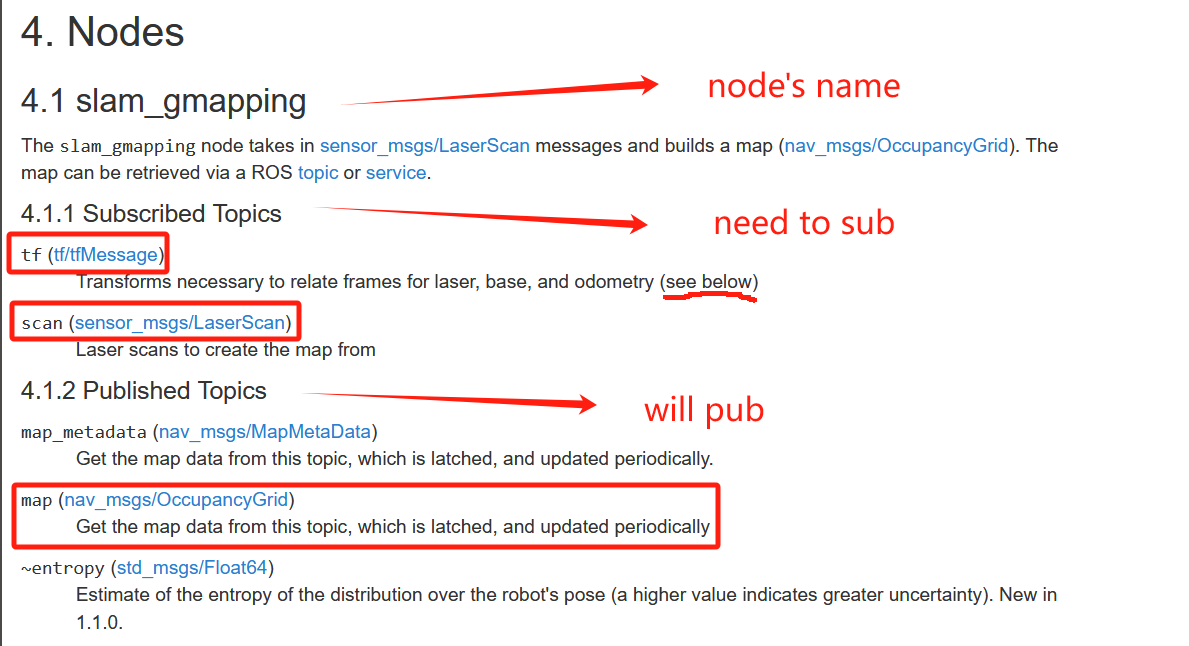 4. Nodes
4.1 slam_gmapping
node's name
The slam_gmapping node takes in sensor_msgs/LaserScan messages and builds a map (nav_msgs/OccupancyGrid). The
map can be retrieved via a ROS topic or service.
4.1.1 Subscribed Topics
need to sub
tf (tf/tfMessage)
Transforms necessary to relate frames for laser, base, and odometry (see below)
scan (sensor_msgs/LaserScan)
Laser scans to create the map from
4.1.2 Published Topics
will pub
map_metadata (nav_msgs/MapMetaData)
Get the map data from this topic, which is latched, and updated periodically.
map (nav_msgs/OccupancyGrid)
Get the map data from this topic, which is latched, and updated periodically
~entropy (std_msgs/Float64)
Estimate of the entropy of the distribution over the robot's pose (a higher value indicates greater uncertainty). New in
1.1.0.